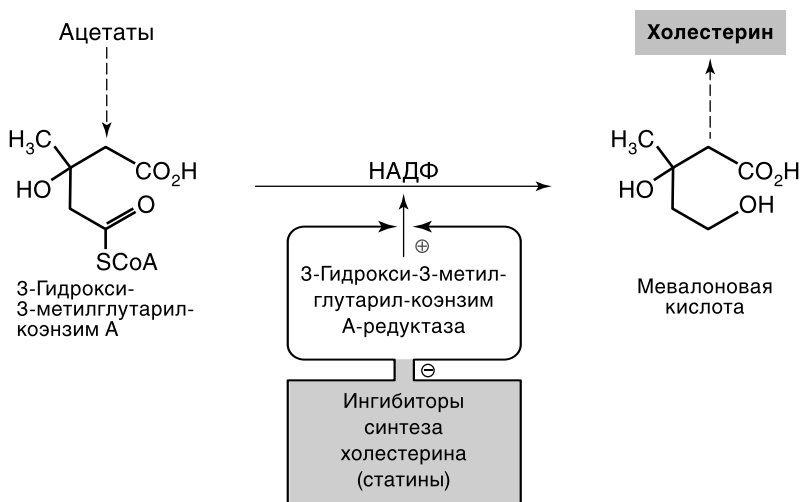 Ацетаты
Холестерин
H₃C
CO₂H
HO
O
SCoA
3-Гидрокси-
3-метилглутарил-
коэнзим А
НАДФ
⊕
3-Гидрокси-3-метил-
глутарил-коэнзим
А-редуктаза
⊖
Ингибиторы
синтеза
холестерина
(статины)
H₃C
CO₂H
HO
OH
Мевалоновая
кислота